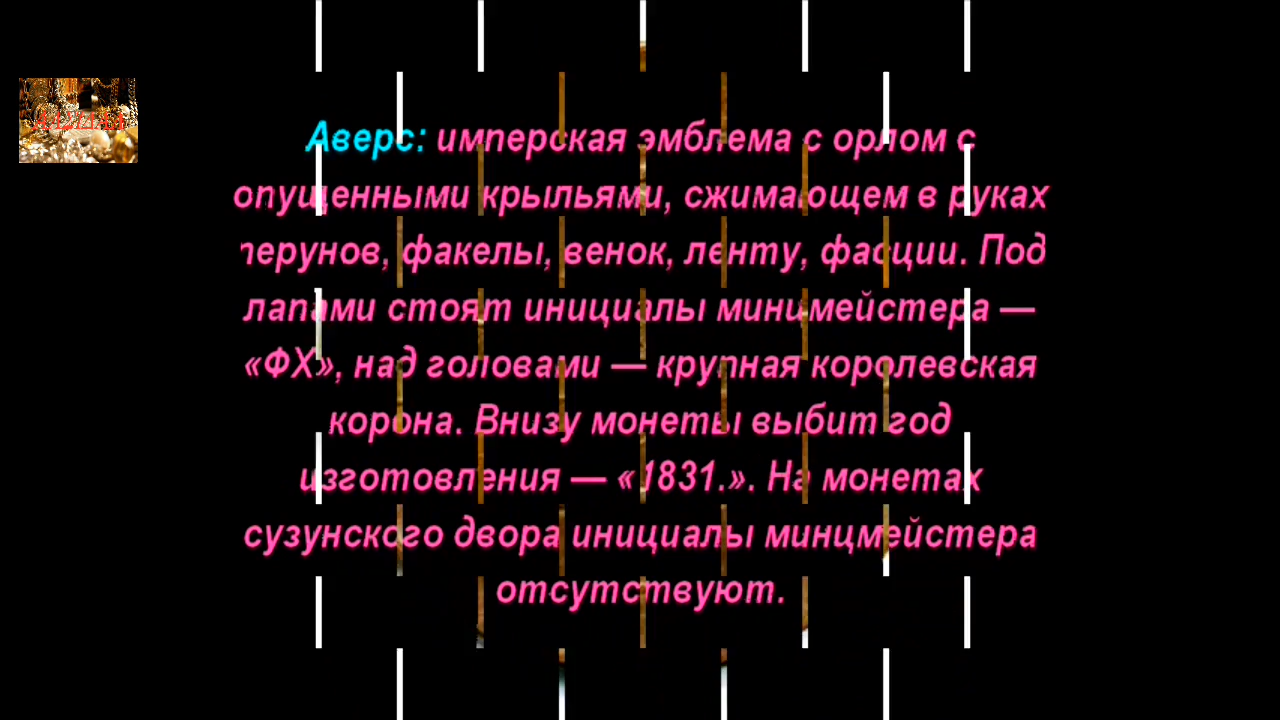 Аверс: имперская эмблема с орлом с
опущенными крыльями, сжимающем в руках
перунов, факелы, венок, ленту, фасции. Под
лапами стоят инициалы минцмейстера —
«ФХ», над головами — крупная королевская
корона. Внизу монеты выбит год
изготовления — «1831.». На монетах
сузунского двора инициалы минцмейстера
отсутствуют.